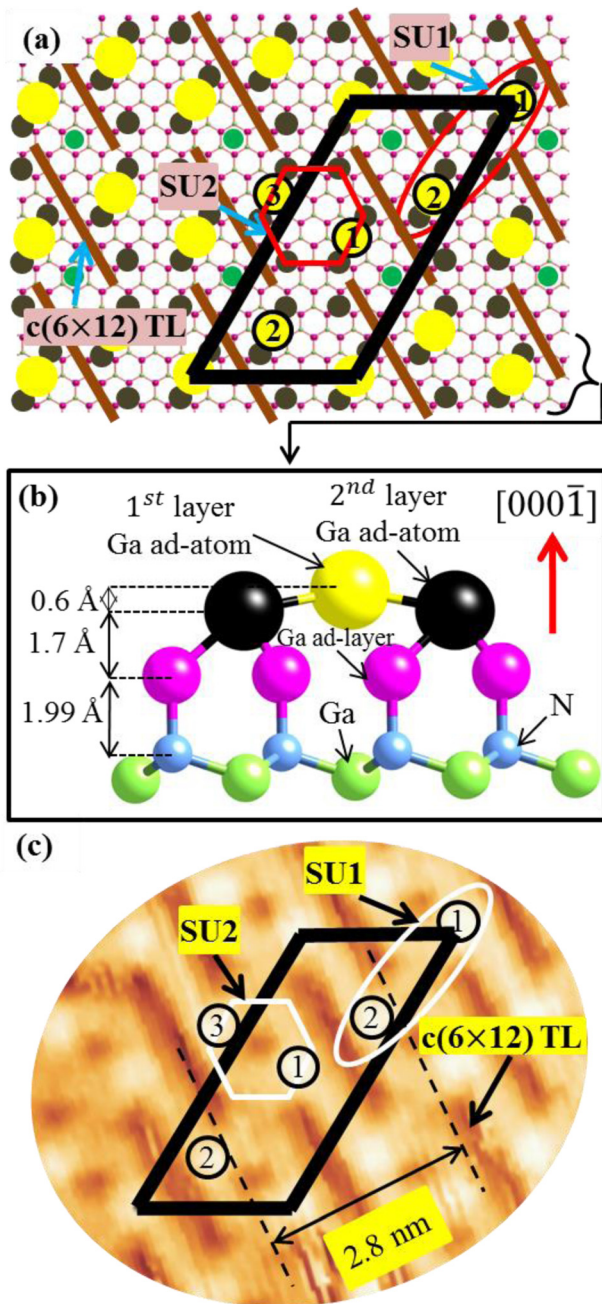 (a)
SU1
1
SU2
3
2
1
c(6×12) TL
2
(b)
1st layer
Ga ad-atom
2nd layer
Ga ad-atom
[0001̅]
0.6 Å
1.7 Å
Ga ad-layer
1.99 Å
Ga
N
(c)
SU1
SU2
1
3
2
1
c(6×12) TL
2
2.8 nm